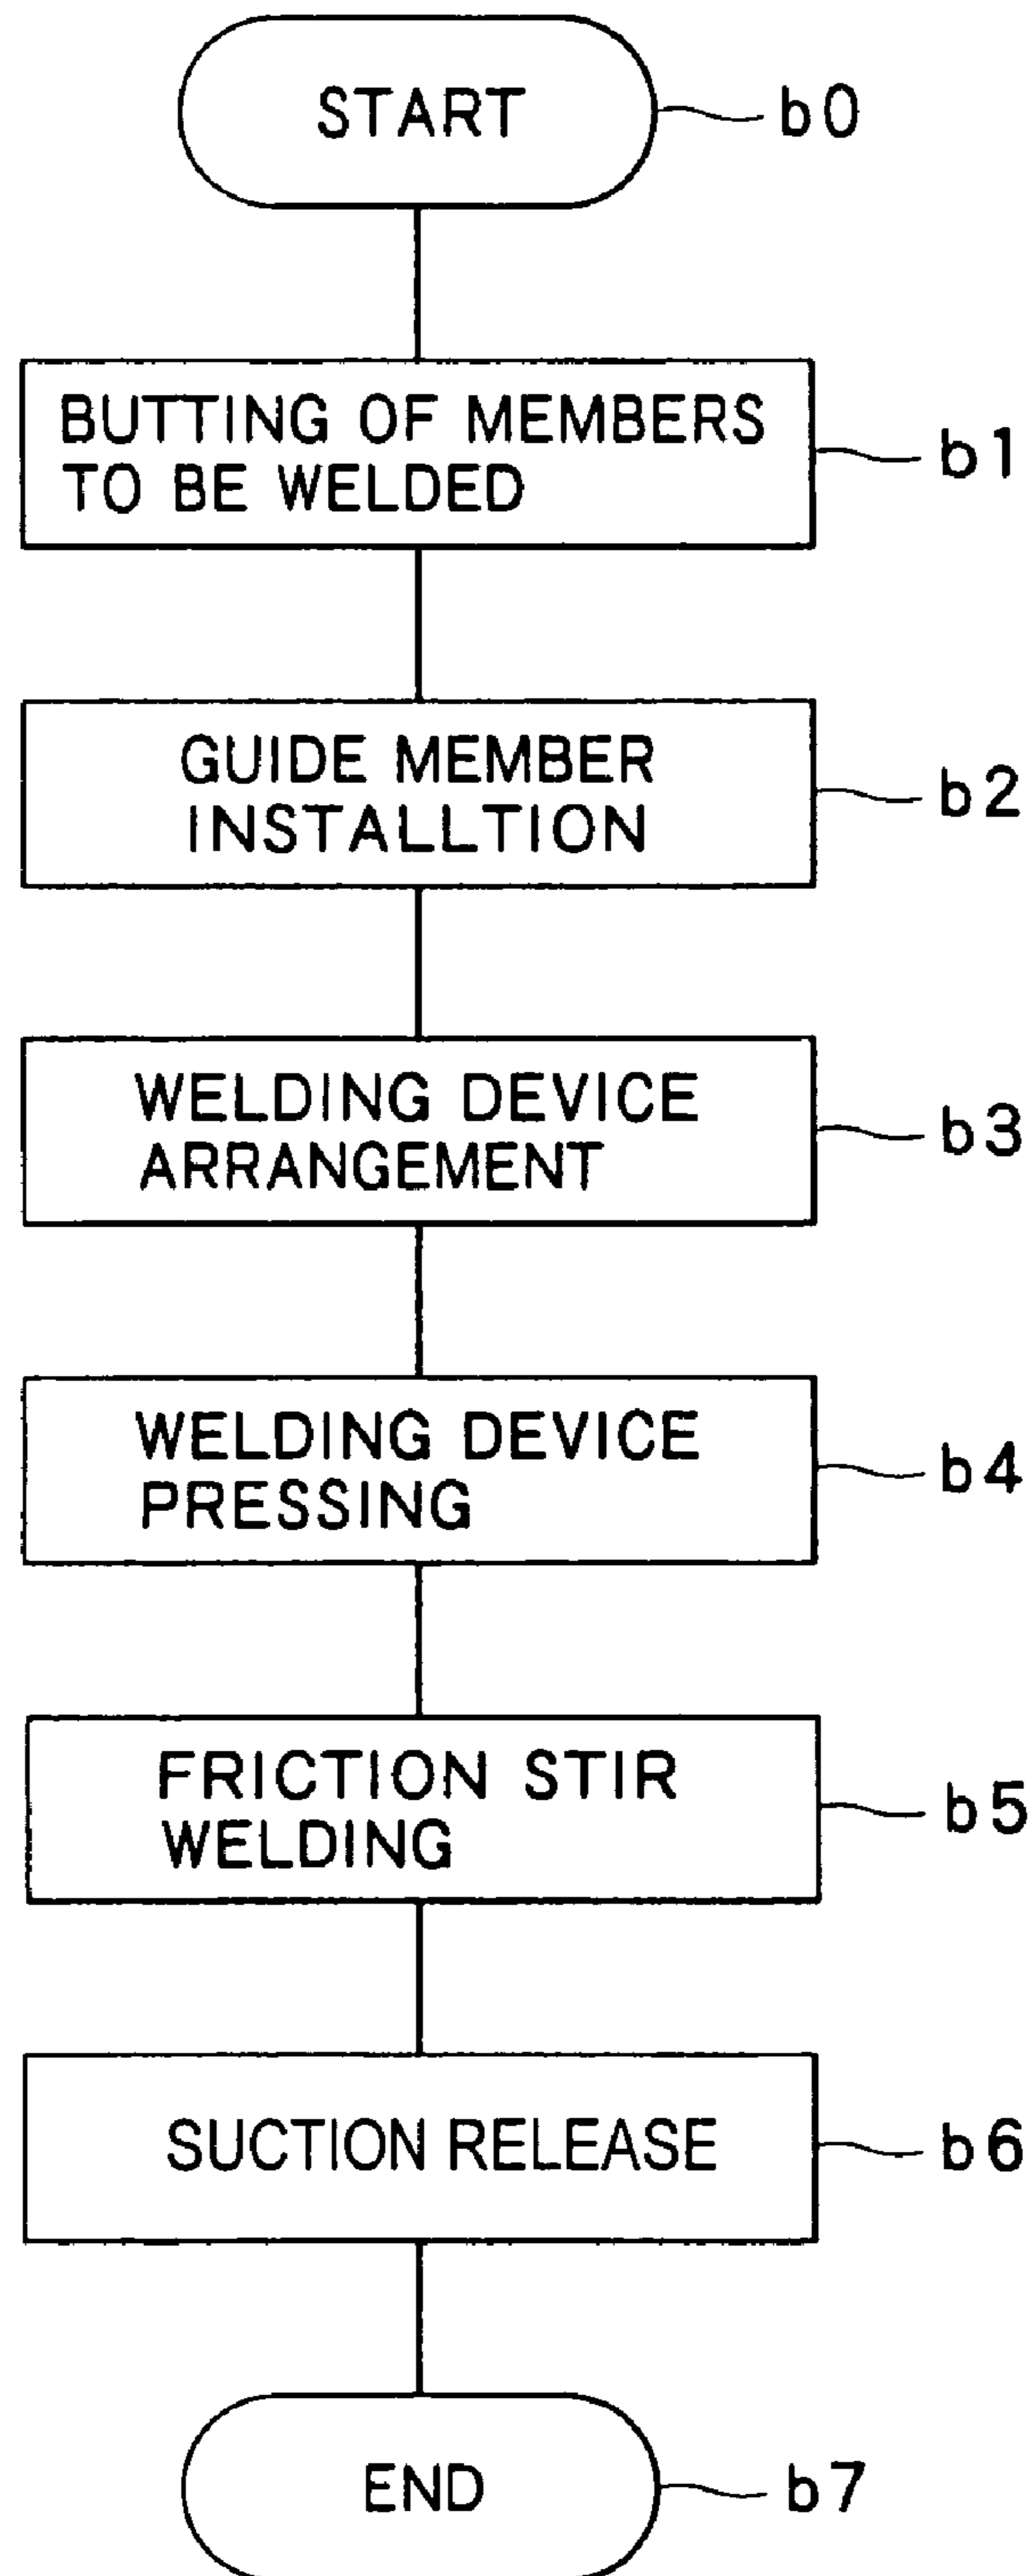 START
b0
BUTTING OF MEMBERS
TO BE WELDED
b1
GUIDE MEMBER
INSTALLTION
b2
WELDING DEVICE
ARRANGEMENT
b3
WELDING DEVICE
PRESSING
b4
FRICTION STIR
WELDING
b5
SUCTION RELEASE
b6
END
b7